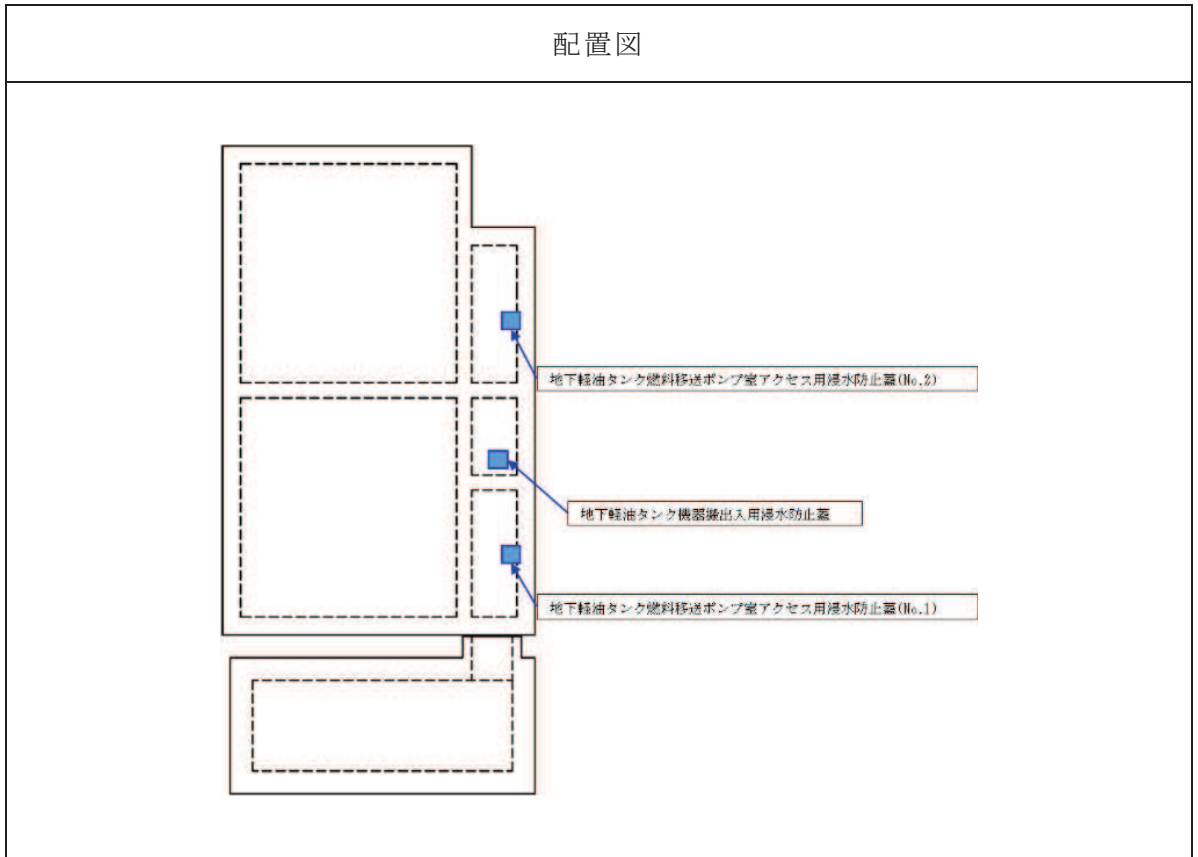 配置図
地下軽油タンク燃料移送ポンプ室アクセス用浸水防止蓋(No.2)
地下軽油タンク機器搬出入用浸水防止蓋
地下軽油タンク燃料移送ポンプ室アクセス用浸水防止蓋(No.1)